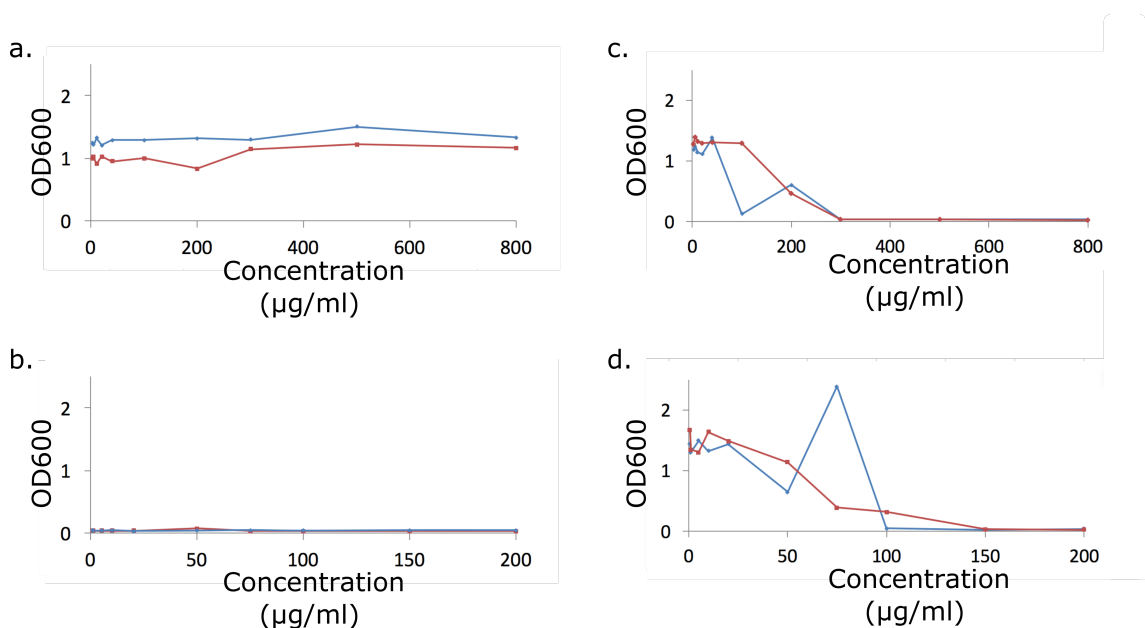 a.
OD600
2
1
0
0 200 400 600 800
Concentration
(µg/ml)
b.
OD600
2
1
0
0 50 100 150 200
Concentration
(µg/ml)
c.
OD600
2
1
0
0 200 400 600 800
Concentration
(µg/ml)
d.
OD600
2
1
0
0 50 100 150 200
Concentration
(µg/ml)